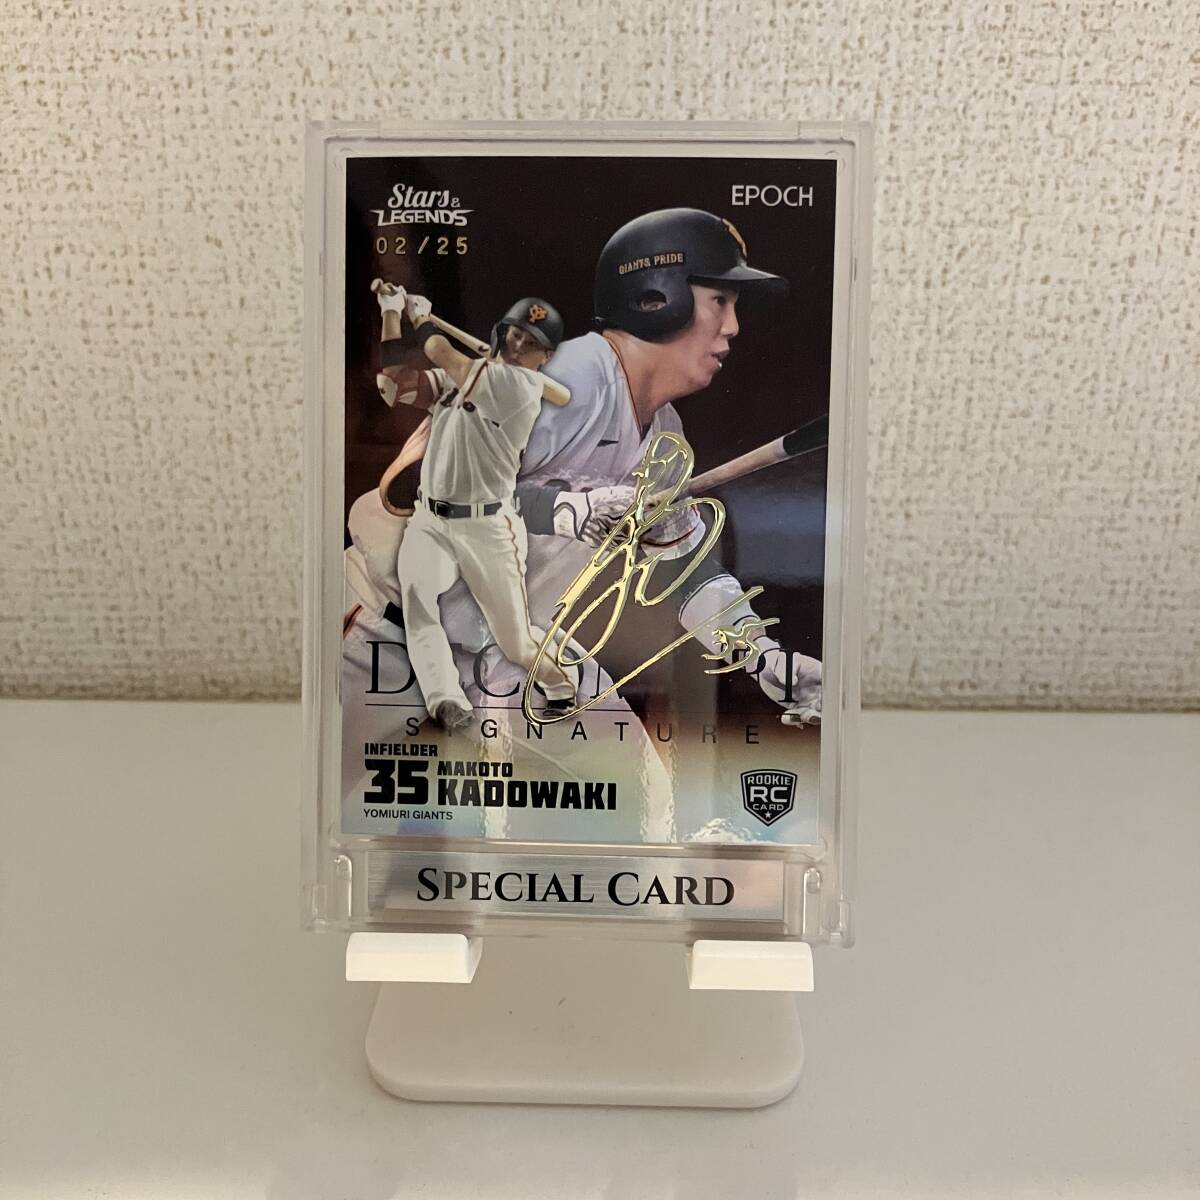 Stars &
LEGENDS
EPOCH
02/25
GIANTS PRIDE
SIGNATURE
INFIELDER
35 MAKOTO
KADOWAKI
YOMIURI GIANTS
ROOKIE
RC
CARD
35
SPECIAL CARD